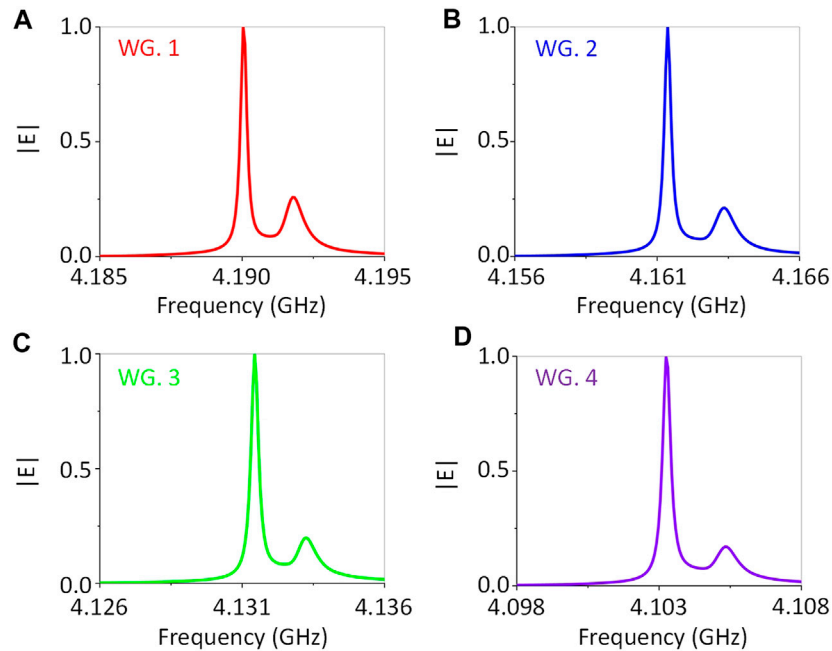 A
WG. 1
1.0
0.5
0.0
|E|
4.185
4.190
4.195
Frequency (GHz)
B
WG. 2
1.0
0.5
0.0
|E|
4.156
4.161
4.166
Frequency (GHz)
C
WG. 3
1.0
0.5
0.0
|E|
4.126
4.131
4.136
Frequency (GHz)
D
WG. 4
1.0
0.5
0.0
|E|
4.098
4.103
4.108
Frequency (GHz)